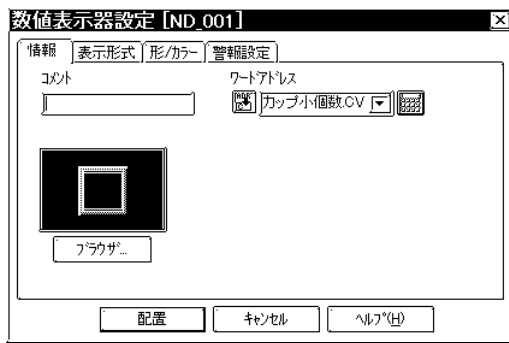 数値表示器設定 [ND_001]
情報 表示形式 形/カラー 警報設定
コメント ワードアドレス
カップ小個数.CV
ブラウザ...
配置 キャンセル ヘルプ(H)